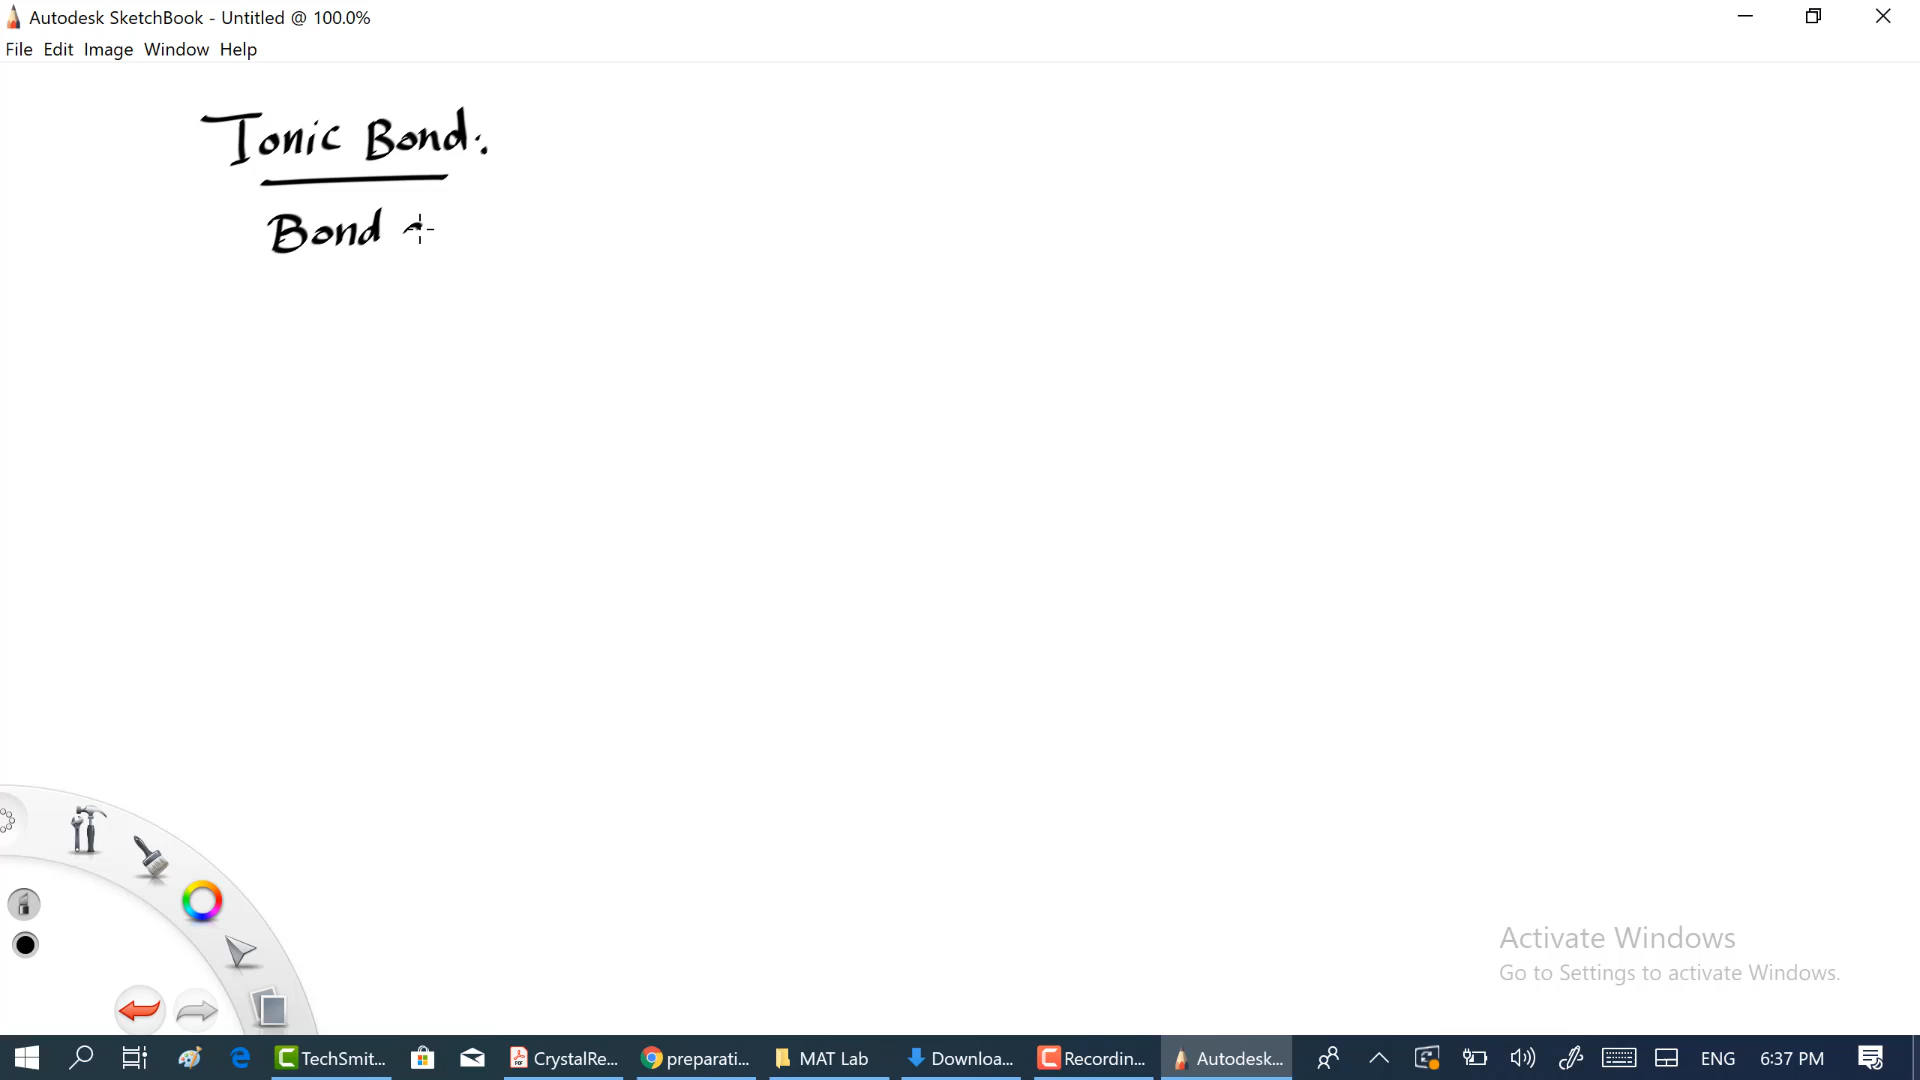 Autodesk SketchBook - Untitled @ 100.0%
File Edit Image Window Help
Ionic Bond:
Bond
Activate Windows
Go to Settings to activate Windows.
TechSmit... CrystalRe... preparati... MAT Lab Downloa... Recordin... Autodesk... ENG 6:37 PM